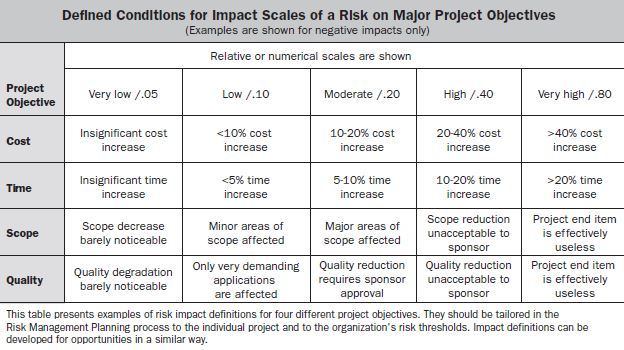 Defined Conditions for Impact Scales of a Risk on Major Project Objectives
(Examples are shown for negative impacts only)
Relative or numerical scales are shown
Project
Objective
Very low /.05
Low /.10
Moderate /.20
High /.40
Very high /.80
Cost
Insignificant cost
increase
<10% cost
increase
10-20% cost
increase
20-40% cost
increase
>40% cost
increase
Time
Insignificant time
increase
<5% time
increase
5-10% time
increase
10-20% time
increase
>20% time
increase
Scope
Scope decrease
barely noticeable
Minor areas of
scope affected
Major areas of
scope affected
Scope reduction
unacceptable to
sponsor
Project end item
is effectively
useless
Quality
Quality degradation
barely noticeable
Only very demanding
applications
are affected
Quality reduction
requires sponsor
approval
Quality reduction
unacceptable to
sponsor
Project end item
is effectively
useless
This table presents examples of risk impact definitions for four different project objectives. They should be tailored in the
Risk Management Planning process to the individual project and to the organization's risk thresholds. Impact definitions can be
developed for opportunities in a similar way.